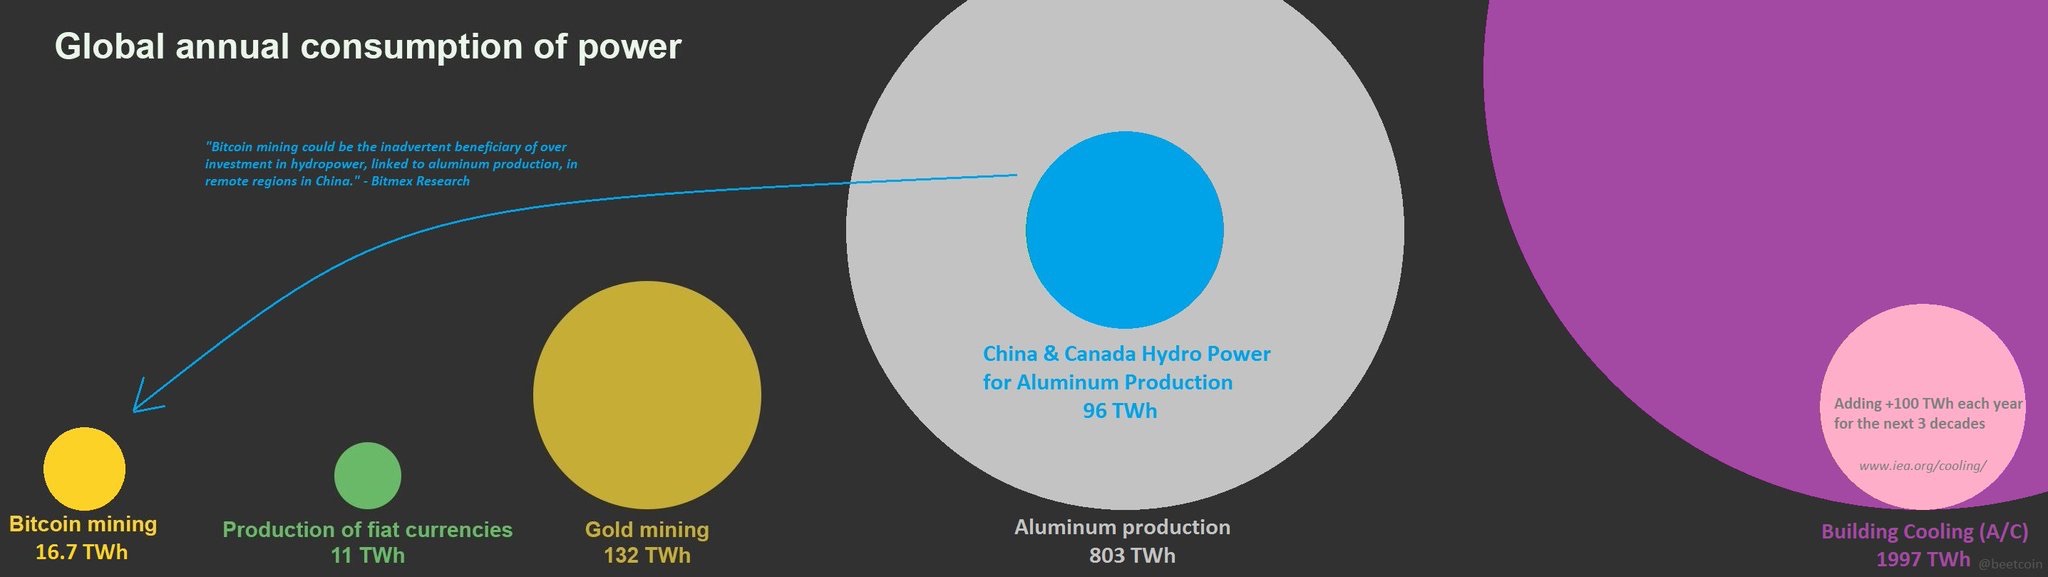 Global annual consumption of power
"Bitcoin mining could be the inadvertent beneficiary of over
investment in hydropower, linked to aluminum production, in
remote regions in China." - Bitmex Research
Bitcoin mining
16.7 TWh
Production of fiat currencies
11 TWh
Gold mining
132 TWh
China & Canada Hydro Power
for Aluminum Production
96 TWh
Aluminum production
803 TWh
Adding +100 TWh each year
for the next 3 decades
www.iea.org/cooling/
Building Cooling (A/C)
1997 TWh
@beetcoin